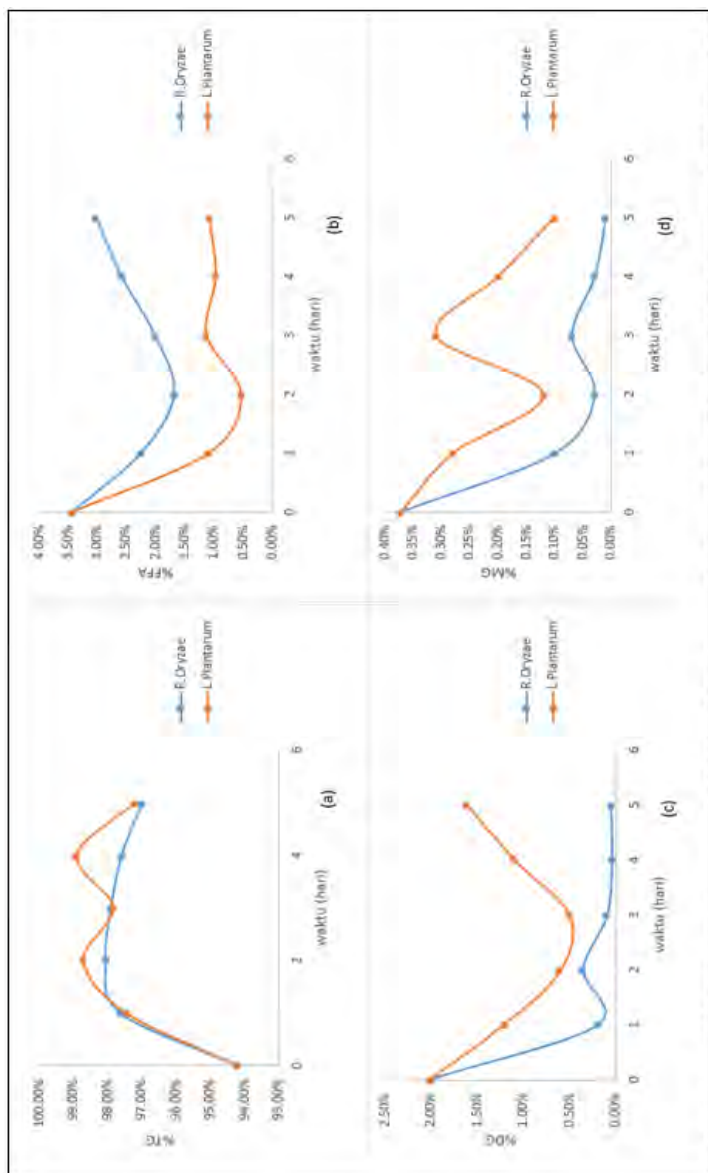 100.00%
99.00%
98.00%
97.00%
96.00%
95.00%
94.00%
93.00%
%TG
0 2 4 6
waktu (hari)
R.Oryzae
L.Plantarum
(a)
4.00%
3.50%
3.00%
2.50%
2.00%
1.50%
1.00%
0.50%
0.00%
%FFA
0 1 2 3 4 5 6
waktu (hari)
R.Oryzae
L.Plantarum
(b)
2.50%
2.00%
1.50%
1.00%
0.50%
0.00%
%DG
0 1 2 3 4 5 6
waktu (hari)
R.Oryzae
L.Plantarum
(c)
0.40%
0.35%
0.30%
0.25%
0.20%
0.15%
0.10%
0.05%
0.00%
%MG
0 1 2 3 4 5 6
waktu (hari)
R.Oryzae
L.Plantarum
(d)